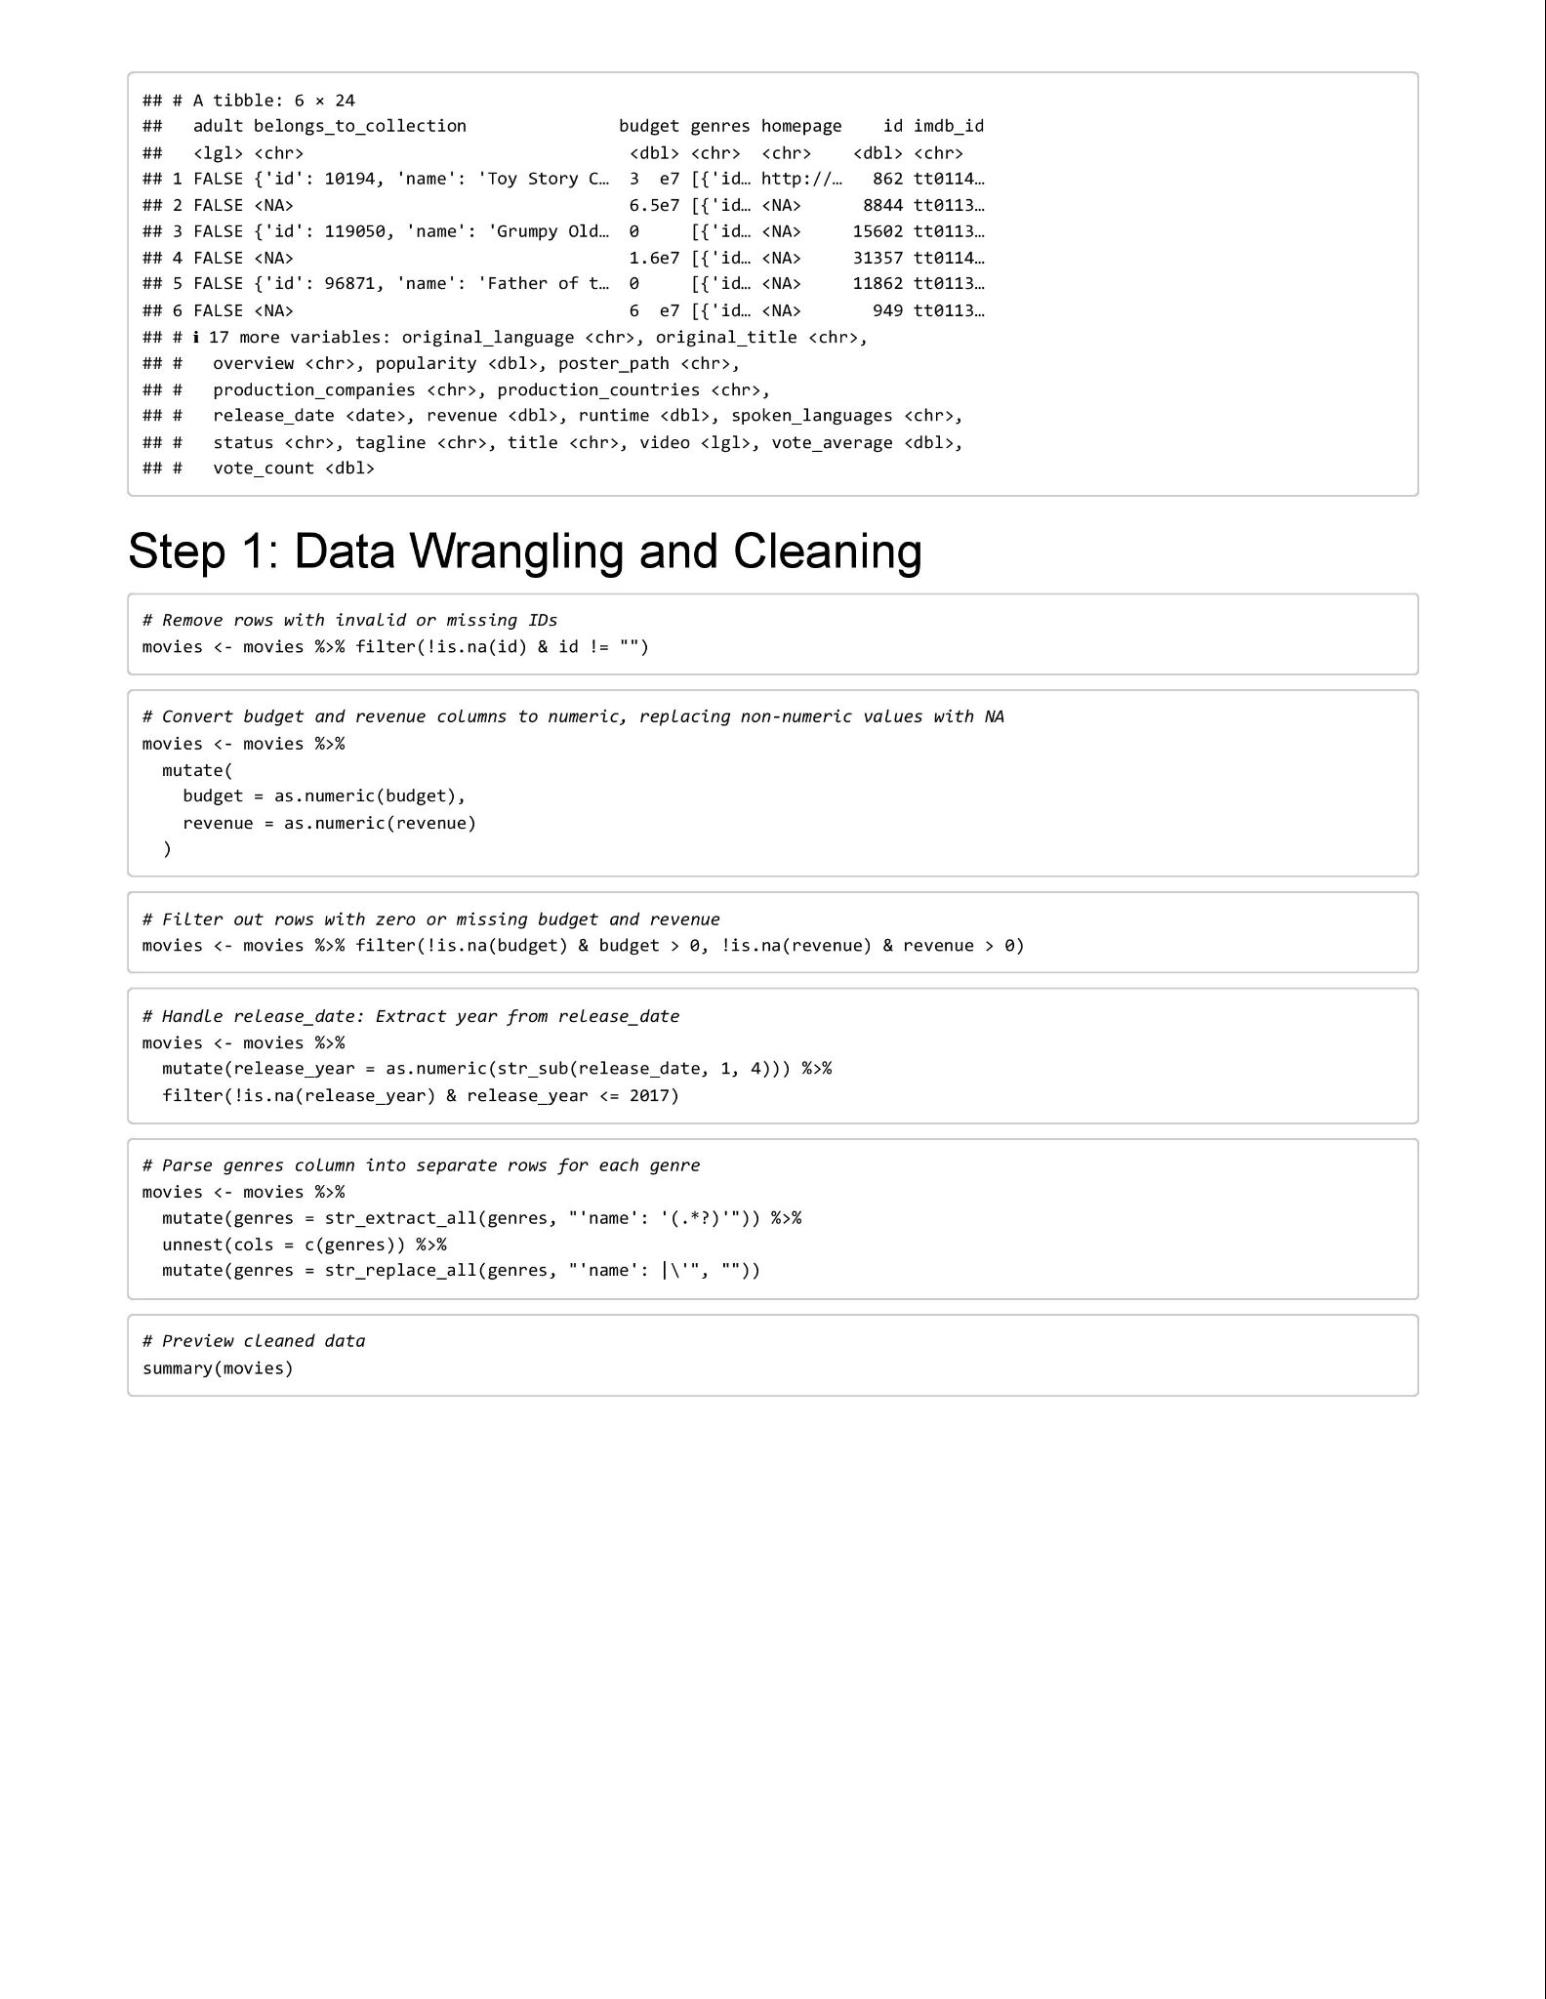 ## # A tibble: 6 × 24
##   adult belongs_to_collection               budget genres homepage    id imdb_id
##   <lgl> <chr>                                <dbl> <chr>  <chr>    <dbl> <chr>
## 1 FALSE {'id': 10194, 'name': 'Toy Story C…  3  e7 [{'id… http://…   862 tt0114…
## 2 FALSE <NA>                                 6.5e7 [{'id… <NA>      8844 tt0113…
## 3 FALSE {'id': 119050, 'name': 'Grumpy Old…  0     [{'id… <NA>     15602 tt0113…
## 4 FALSE <NA>                                 1.6e7 [{'id… <NA>     31357 tt0114…
## 5 FALSE {'id': 96871, 'name': 'Father of t…  0     [{'id… <NA>     11862 tt0113…
## 6 FALSE <NA>                                 6  e7 [{'id… <NA>       949 tt0113…
## # ℹ 17 more variables: original_language <chr>, original_title <chr>,
## #   overview <chr>, popularity <dbl>, poster_path <chr>,
## #   production_companies <chr>, production_countries <chr>,
## #   release_date <date>, revenue <dbl>, runtime <dbl>, spoken_languages <chr>,
## #   status <chr>, tagline <chr>, title <chr>, video <lgl>, vote_average <dbl>,
## #   vote_count <dbl>
Step 1: Data Wrangling and Cleaning
# Remove rows with invalid or missing IDs
movies <- movies %>% filter(!is.na(id) & id != "")
# Convert budget and revenue columns to numeric, replacing non-numeric values with NA
movies <- movies %>%
  mutate(
    budget = as.numeric(budget),
    revenue = as.numeric(revenue)
  )
# Filter out rows with zero or missing budget and revenue
movies <- movies %>% filter(!is.na(budget) & budget > 0, !is.na(revenue) & revenue > 0)
# Handle release_date: Extract year from release_date
movies <- movies %>%
  mutate(release_year = as.numeric(str_sub(release_date, 1, 4))) %>%
  filter(!is.na(release_year) & release_year <= 2017)
# Parse genres column into separate rows for each genre
movies <- movies %>%
  mutate(genres = str_extract_all(genres, "'name': '(.*?)'")) %>%
  unnest(cols = c(genres)) %>%
  mutate(genres = str_replace_all(genres, "'name': |\'", ""))
# Preview cleaned data
summary(movies)